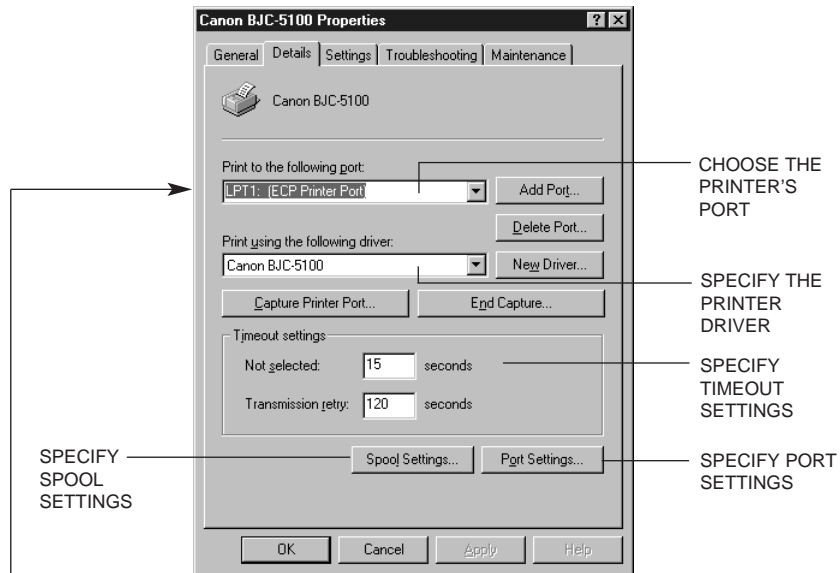 Canon BJC-5100 Properties
General Details Settings Troubleshooting Maintenance
Canon BJC-5100
Print to the following port:
LPT1: (ECP Printer Port)
Add Port...
Delete Port...
Print using the following driver:
Canon BJC-5100
New Driver...
Capture Printer Port...
End Capture...
Timeout settings
Not selected:
15
seconds
Transmission retry:
120
seconds
Spool Settings...
Port Settings...
OK
Cancel
Apply
Help
CHOOSE THE
PRINTER'S
PORT
SPECIFY THE
PRINTER
DRIVER
SPECIFY
TIMEOUT
SETTINGS
SPECIFY PORT
SETTINGS
SPECIFY
SPOOL
SETTINGS